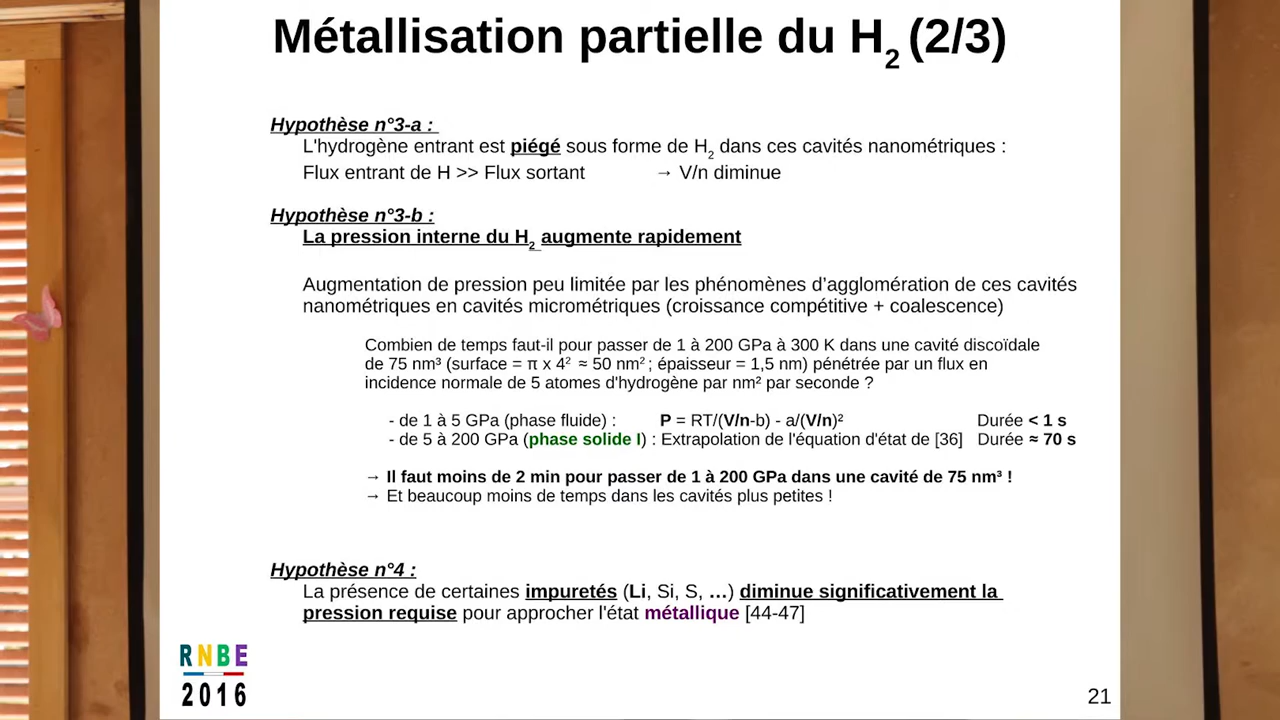 Métallisation partielle du H2 (2/3)
Hypothèse n°3-a :
L'hydrogène entrant est piégé sous forme de H2 dans ces cavités nanométriques :
Flux entrant de H >> Flux sortant → V/n diminue
Hypothèse n°3-b :
La pression interne du H2 augmente rapidement
Augmentation de pression peu limitée par les phénomènes d’agglomération de ces cavités
nanométriques en cavités micrométriques (croissance compétitive + coalescence)
Combien de temps faut-il pour passer de 1 à 200 GPa à 300 K dans une cavité discoïdale
de 75 nm³ (surface = π x 4² ≈ 50 nm² ; épaisseur = 1,5 nm) pénétrée par un flux en
incidence normale de 5 atomes d'hydrogène par nm² par seconde ?
- de 1 à 5 GPa (phase fluide) : P = RT/(V/n-b) - a/(V/n)² Durée < 1 s
- de 5 à 200 GPa (phase solide I) : Extrapolation de l'équation d'état de [36] Durée ≈ 70 s
→ Il faut moins de 2 min pour passer de 1 à 200 GPa dans une cavité de 75 nm³ !
→ Et beaucoup moins de temps dans les cavités plus petites !
Hypothèse n°4 :
La présence de certaines impuretés (Li, Si, S, …) diminue significativement la
pression requise pour approcher l'état métallique [44-47]
RNBE
2016
21